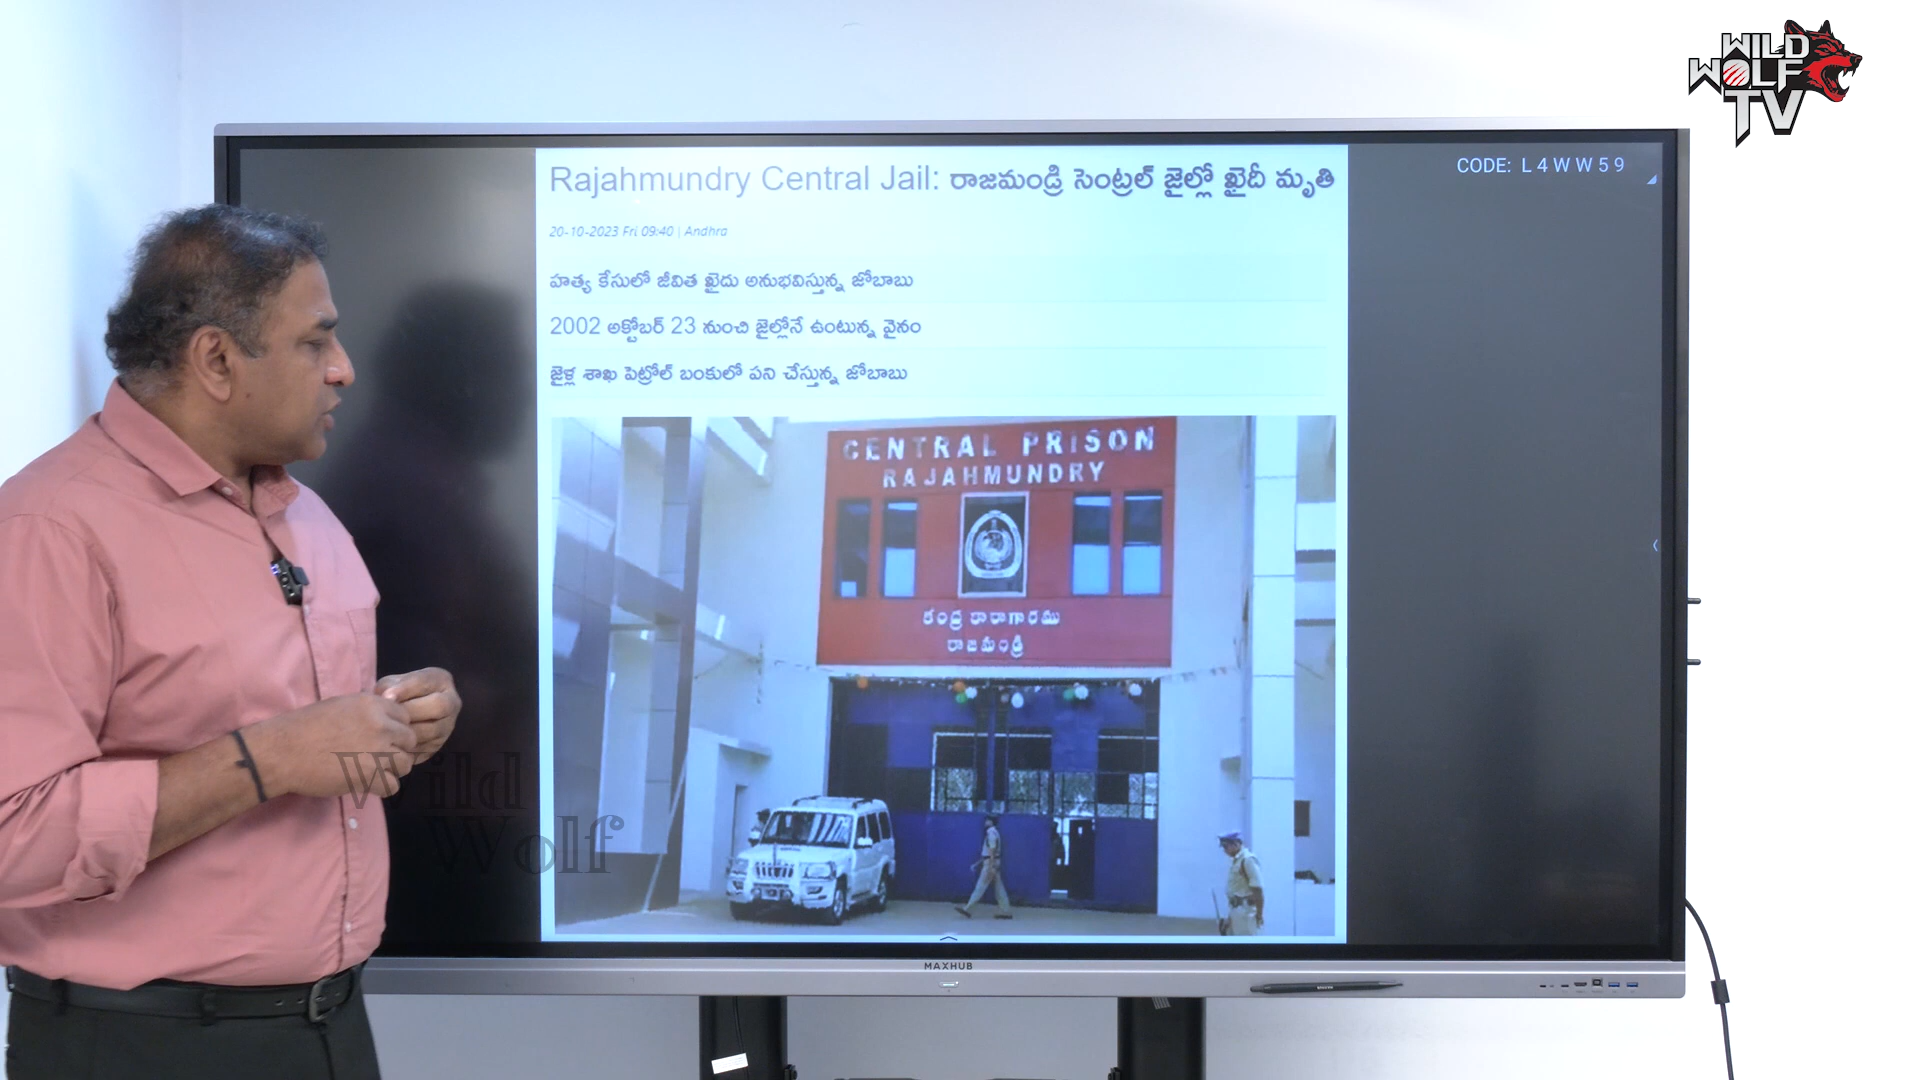 WILD
WOLF
TV
CODE: L4WW59
Rajahmundry Central Jail: రాజమండ్రి సెంట్రల్ జైల్లో ఖైదీ మృతి
20-10-2023 Fri 09:40 | Andhra
హత్య కేసులో జీవిత ఖైదు అనుభవిస్తున్న జోబాబు
2002 అక్టోబర్ 23 నుంచి జైల్లోనే ఉంటున్న వైనం
జైళ్ల శాఖ పెట్రోల్ బంకులో పని చేస్తున్న జోబాబు
CENTRAL PRISON
RAJAHMUNDRY
కేంద్ర కారాగారము
రాజమండ్రి
Wild
Wolf
MAXHUB